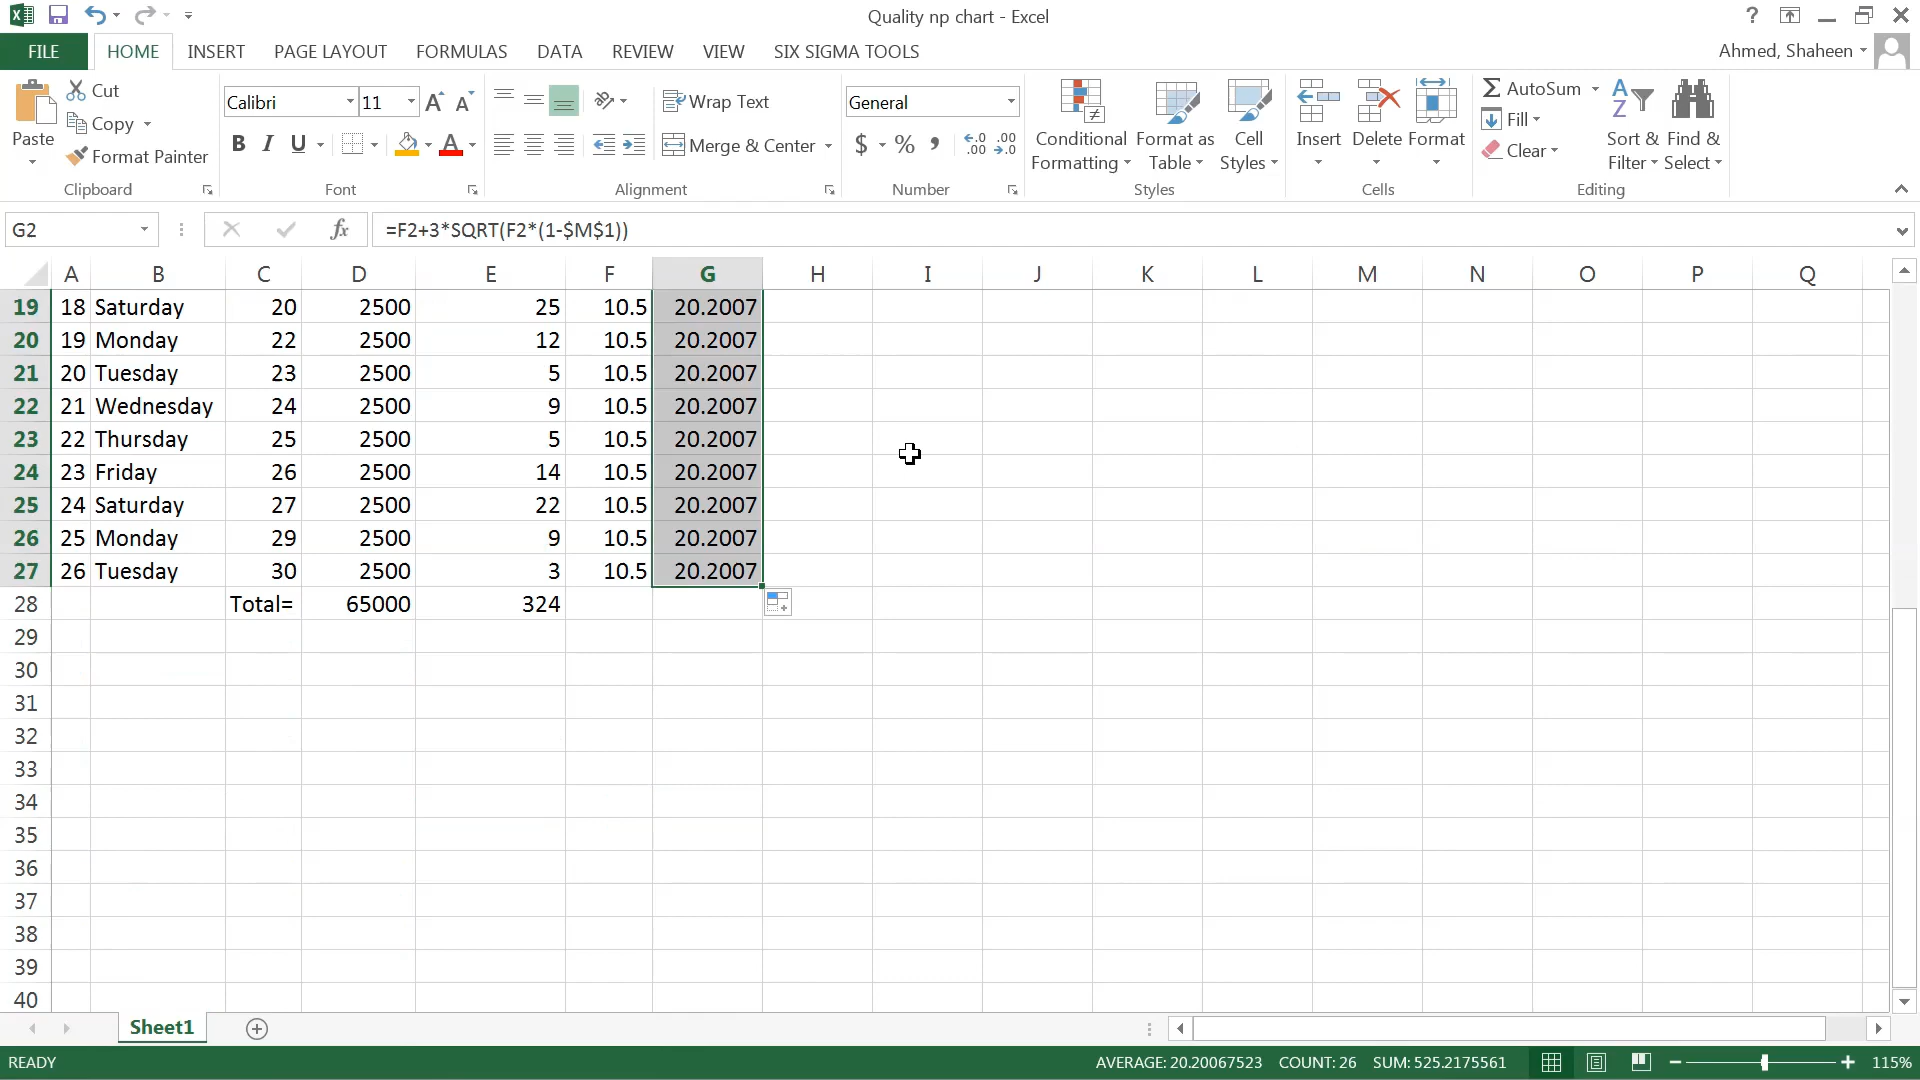 Quality np chart - Excel
FILE HOME INSERT PAGE LAYOUT FORMULAS DATA REVIEW VIEW SIX SIGMA TOOLS Ahmed, Shaheen
Paste Cut Copy Format Painter
Calibri 11
B I U
Wrap Text
Merge & Center
General
$ % , .0 .00 .00 .0
Conditional Formatting Format as Table Cell Styles
Insert Delete Format
AutoSum Fill Clear
Sort & Filter Find & Select
Clipboard Font Alignment Number Styles Cells Editing
G2 fx =F2+3*SQRT(F2*(1-$M$1))
A B C D E F G H I J K L M N O P Q
19 18 Saturday 20 2500 25 10.5 20.2007
20 19 Monday 22 2500 12 10.5 20.2007
21 20 Tuesday 23 2500 5 10.5 20.2007
22 21 Wednesday 24 2500 9 10.5 20.2007
23 22 Thursday 25 2500 5 10.5 20.2007
24 23 Friday 26 2500 14 10.5 20.2007
25 24 Saturday 27 2500 22 10.5 20.2007
26 25 Monday 29 2500 9 10.5 20.2007
27 26 Tuesday 30 2500 3 10.5 20.2007
28 Total= 65000 324
29
30
31
32
33
34
35
36
37
38
39
40
Sheet1
READY AVERAGE: 20.20067523 COUNT: 26 SUM: 525.2175561 115%